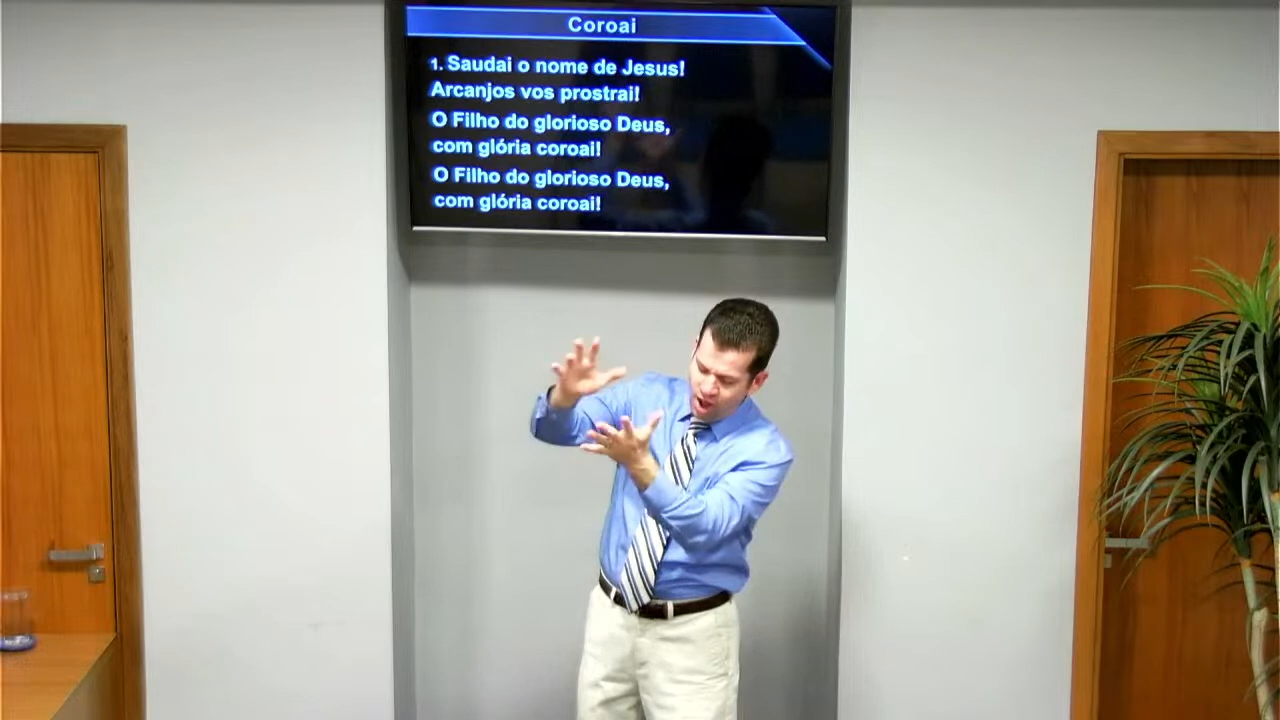 Coroai
1. Saudai o nome de Jesus!
Arcanjos vos prostrai!
O Filho do glorioso Deus,
com glória coroai!
O Filho do glorioso Deus,
com glória coroai!